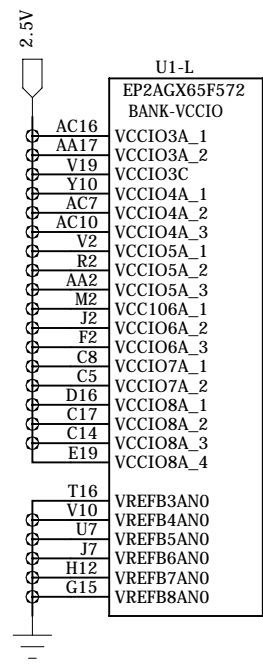 2.5V
U1-L
EP2AGX65F572
BANK-VCCIO
AC16 VCCIO3A_1
AA17 VCCIO3A_2
V19 VCCIO3C
Y10 VCCIO4A_1
AC7 VCCIO4A_2
AC10 VCCIO4A_3
V2 VCCIO5A_1
R2 VCCIO5A_2
AA2 VCCIO5A_3
M2 VCC106A_1
J2 VCCIO6A_2
F2 VCCIO6A_3
C8 VCCIO7A_1
C5 VCCIO7A_2
D16 VCCIO8A_1
C17 VCCIO8A_2
C14 VCCIO8A_3
E19 VCCIO8A_4
T16 VREFB3AN0
V10 VREFB4AN0
U7 VREFB5AN0
J7 VREFB6AN0
H12 VREFB7AN0
G15 VREFB8AN0